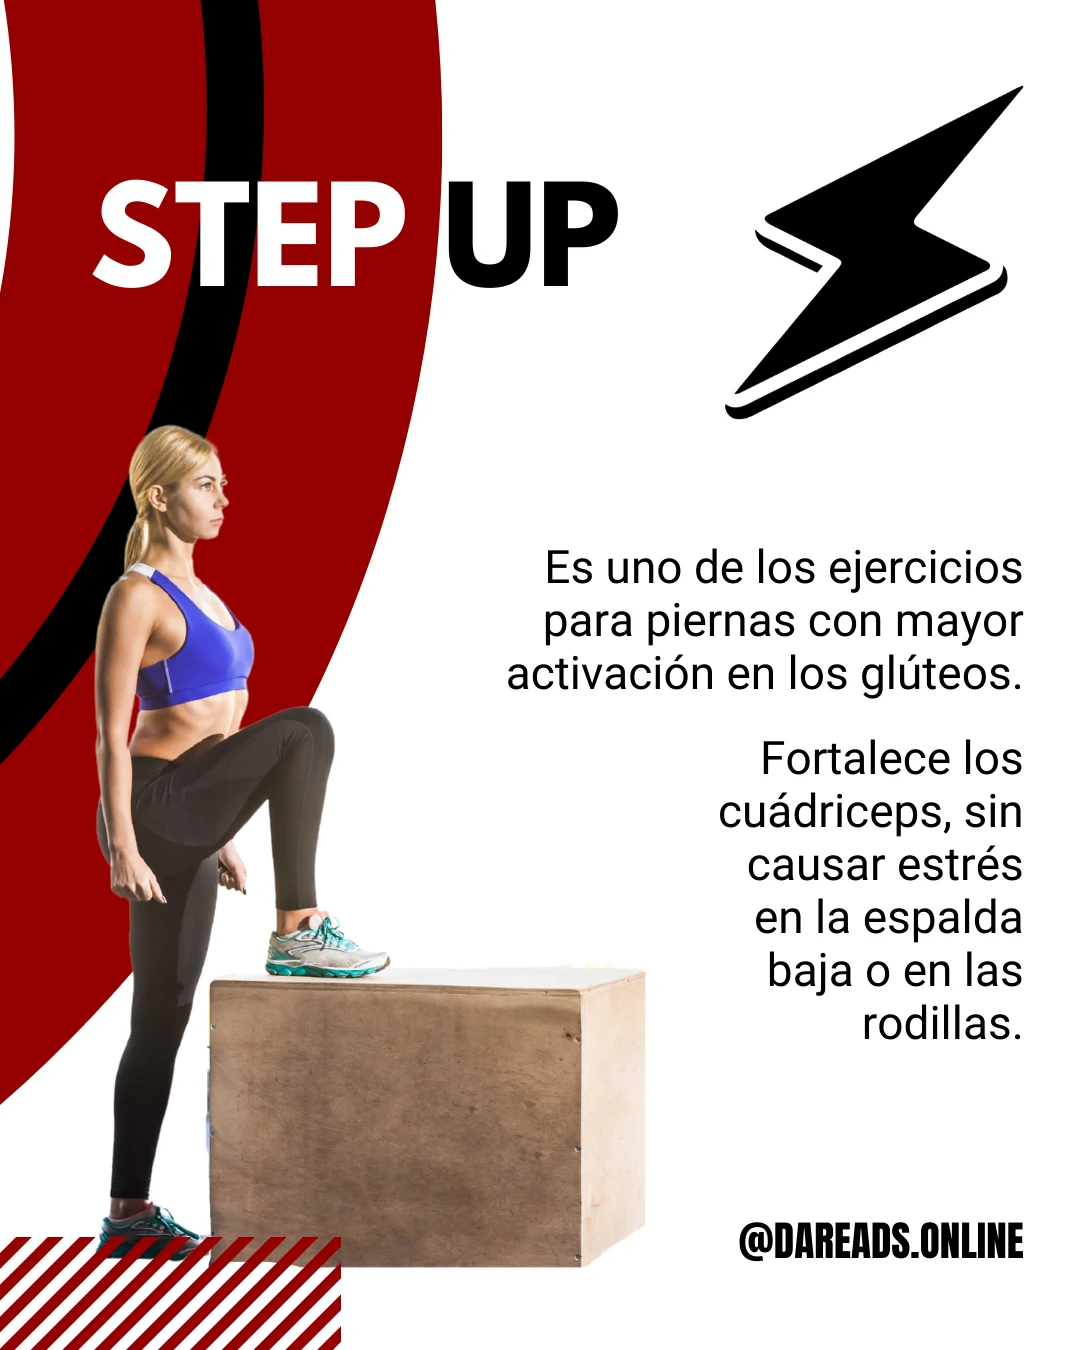 STEP UP
Es uno de los ejercicios
para piernas con mayor
activación en los glúteos.
Fortalece los
cuádriceps, sin
causar estrés
en la espalda
baja o en las
rodillas.
@DAREADS.ONLINE